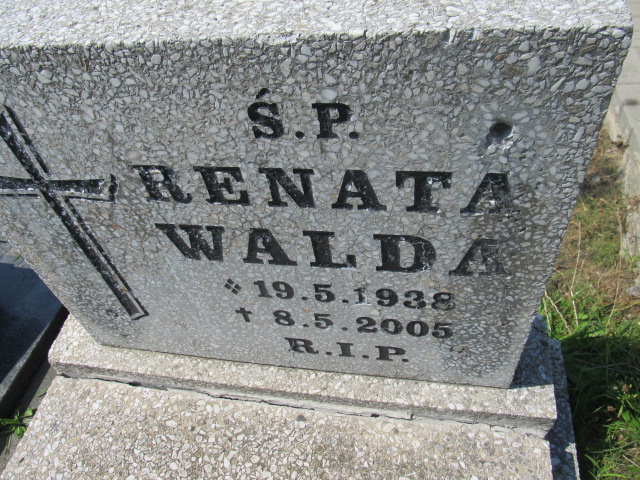 Ś.P.
RENATA
WALDA
19.5.1938
✝ 8.5.2005
R.I.P.